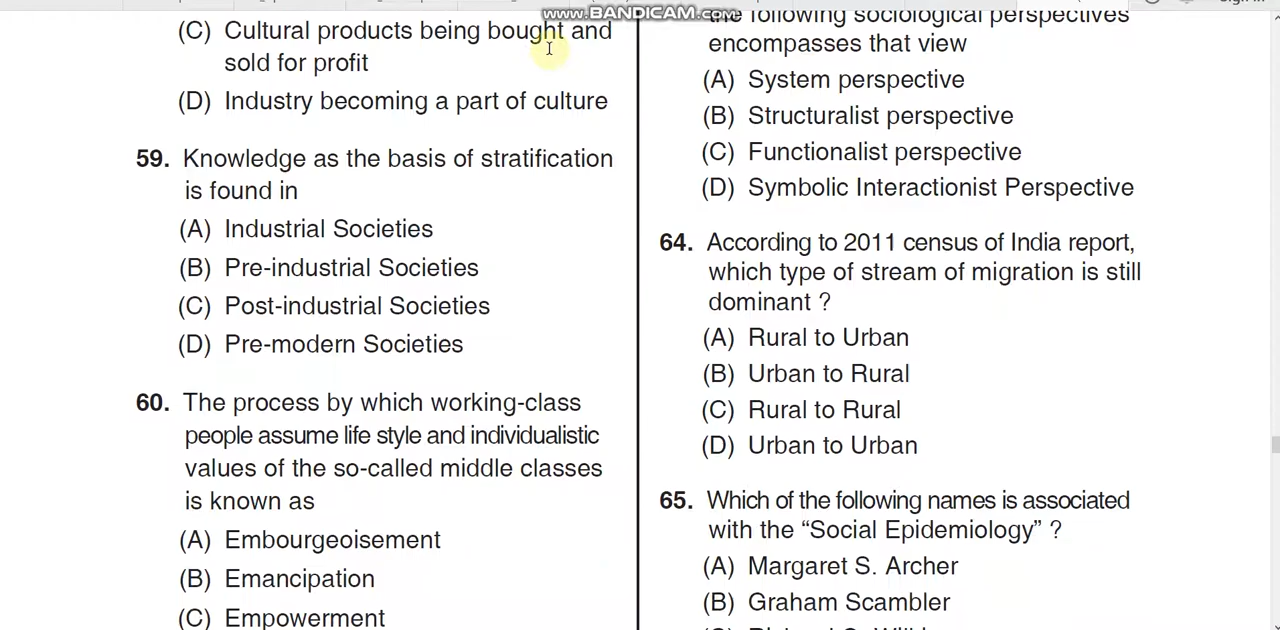 www.BANDICAM.com
(C) Cultural products being bought and
sold for profit
(D) Industry becoming a part of culture
59. Knowledge as the basis of stratification
is found in
(A) Industrial Societies
(B) Pre-industrial Societies
(C) Post-industrial Societies
(D) Pre-modern Societies
60. The process by which working-class
people assume life style and individualistic
values of the so-called middle classes
is known as
(A) Embourgeoisement
(B) Emancipation
(C) Empowerment
the following sociological perspectives
encompasses that view
(A) System perspective
(B) Structuralist perspective
(C) Functionalist perspective
(D) Symbolic Interactionist Perspective
64. According to 2011 census of India report,
which type of stream of migration is still
dominant ?
(A) Rural to Urban
(B) Urban to Rural
(C) Rural to Rural
(D) Urban to Urban
65. Which of the following names is associated
with the “Social Epidemiology” ?
(A) Margaret S. Archer
(B) Graham Scambler